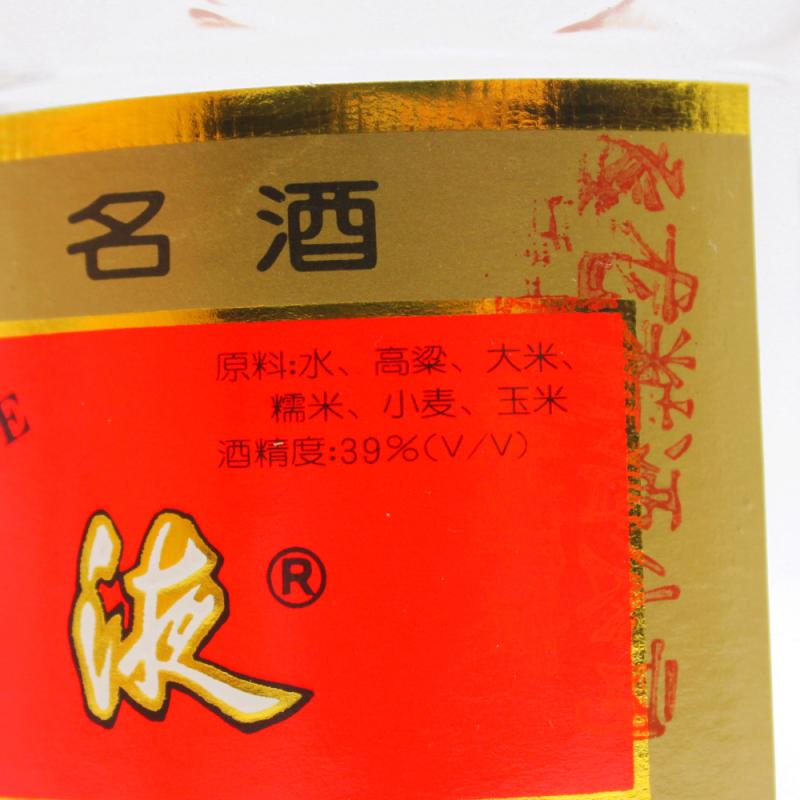 名酒
原料:水、高粱、大米、
糯米、小麦、玉米
酒精度:39%(V/V)
E
液®